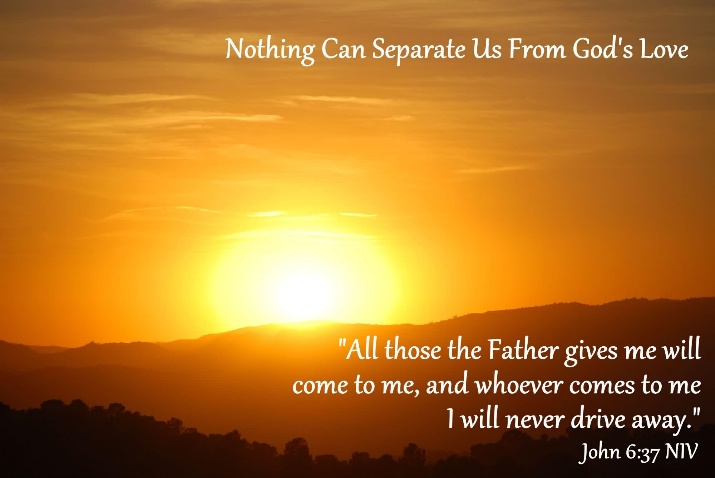 Nothing Can Separate Us From God's Love
"All those the Father gives me will
come to me, and whoever comes to me
I will never drive away."
John 6:37 NIV